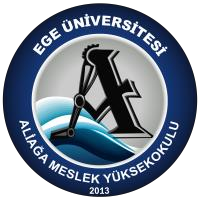 EGE ÜNİVERSİTESİ
A
ALİAĞA MESLEK YÜKSEKOKULU
2013